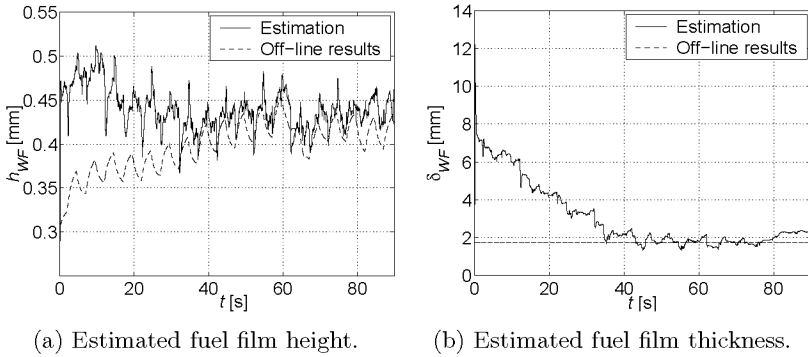 0.55
0.5
0.45
0.4
0.35
0.3
h_WF [mm]
Estimation
Off-line results
0 20 40 60 80
t [s]
(a) Estimated fuel film height.
14
12
10
8
6
4
2
0
δ_WF [mm]
Estimation
Off-line results
0 20 40 60 80
t [s]
(b) Estimated fuel film thickness.